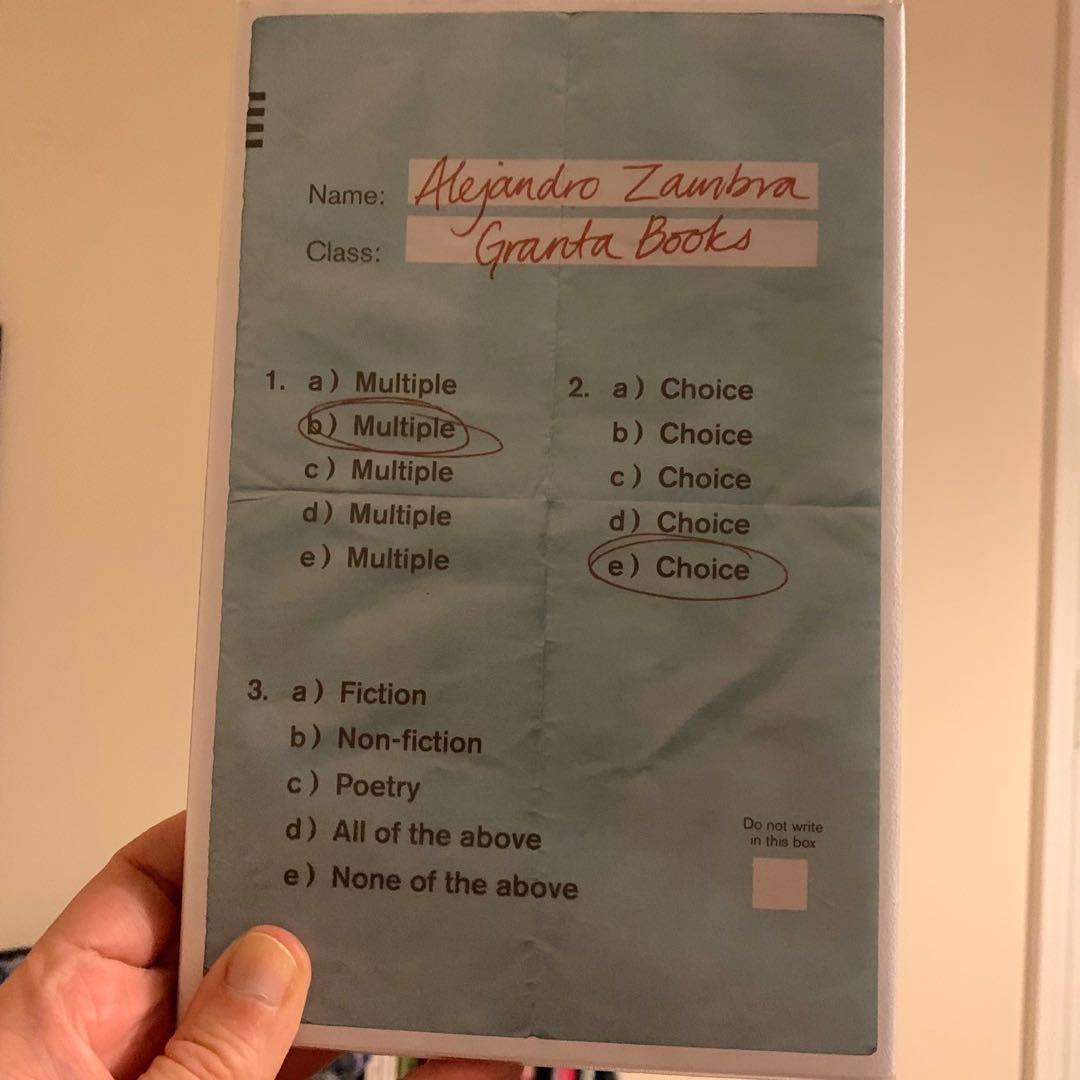 Name: Alejandro Zambra
Class: Granta Books
1. a) Multiple
b) Multiple
c) Multiple
d) Multiple
e) Multiple
2. a) Choice
b) Choice
c) Choice
d) Choice
e) Choice
3. a) Fiction
b) Non-fiction
c) Poetry
d) All of the above
e) None of the above
Do not write
in this box